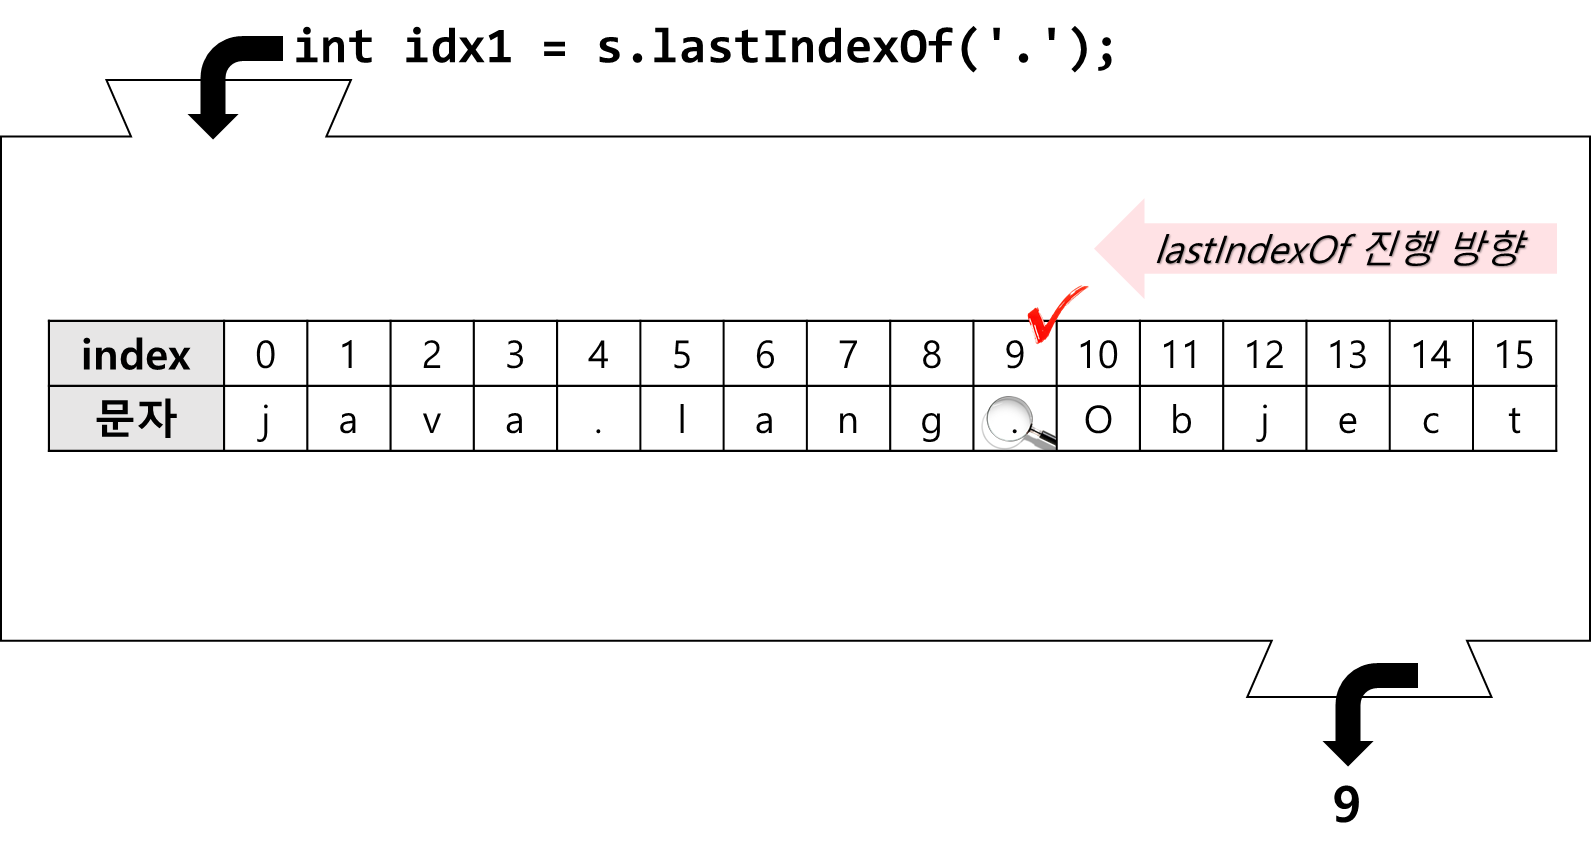 int idx1 = s.lastIndexOf('.');
lastIndexOf 진행 방향
index 0 1 2 3 4 5 6 7 8 9 10 11 12 13 14 15
문자 j a v a . l a n g . O b j e c t
9